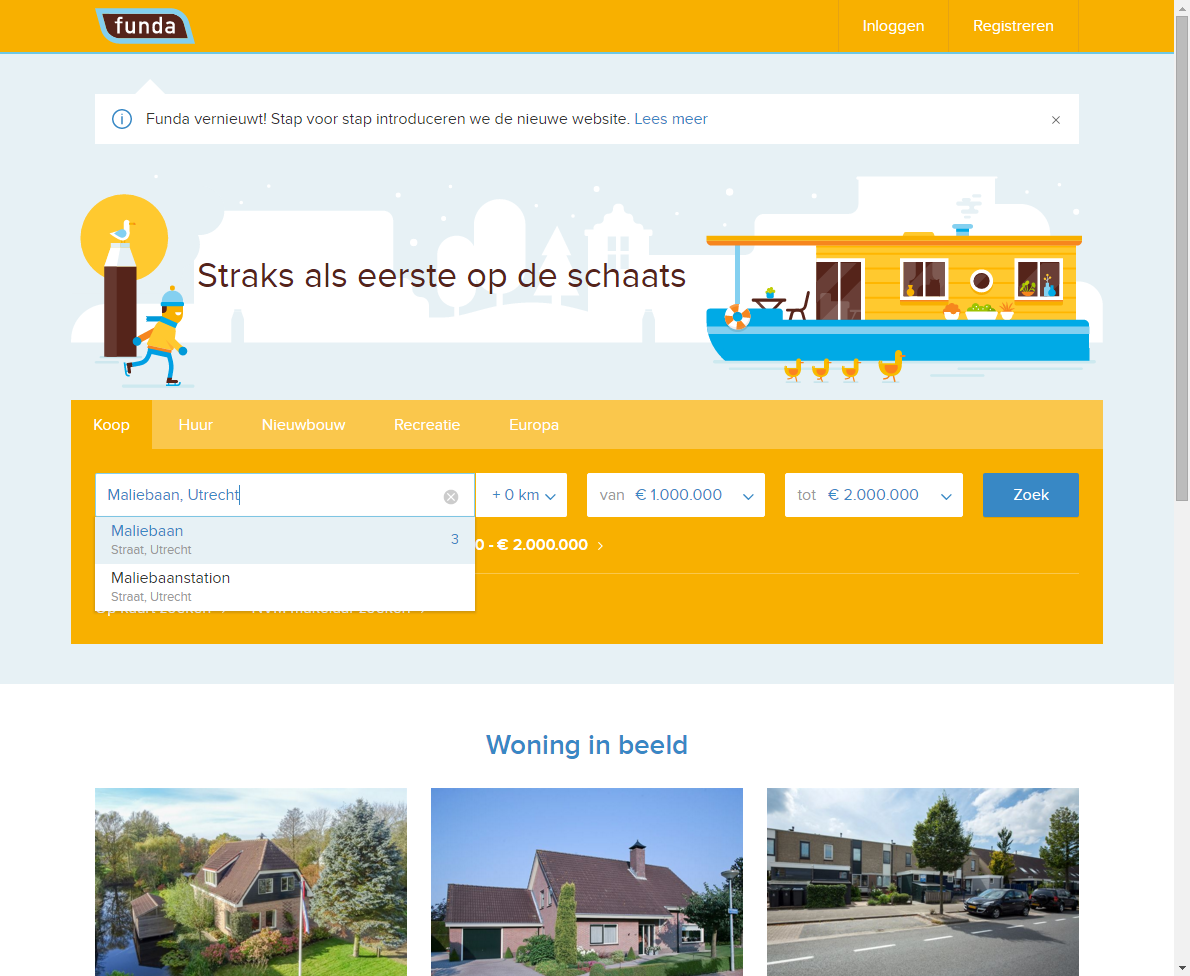 funda
Inloggen
Registreren
Funda vernieuwt! Stap voor stap introduceren we de nieuwe website. Lees meer
Straks als eerste op de schaats
Koop
Huur
Nieuwbouw
Recreatie
Europa
Maliebaan, Utrecht
+ 0 km
van € 1.000.000
tot € 2.000.000
Zoek
Maliebaan
3
Straat, Utrecht
0 - € 2.000.000
Maliebaanstation
Straat, Utrecht
Woning in beeld